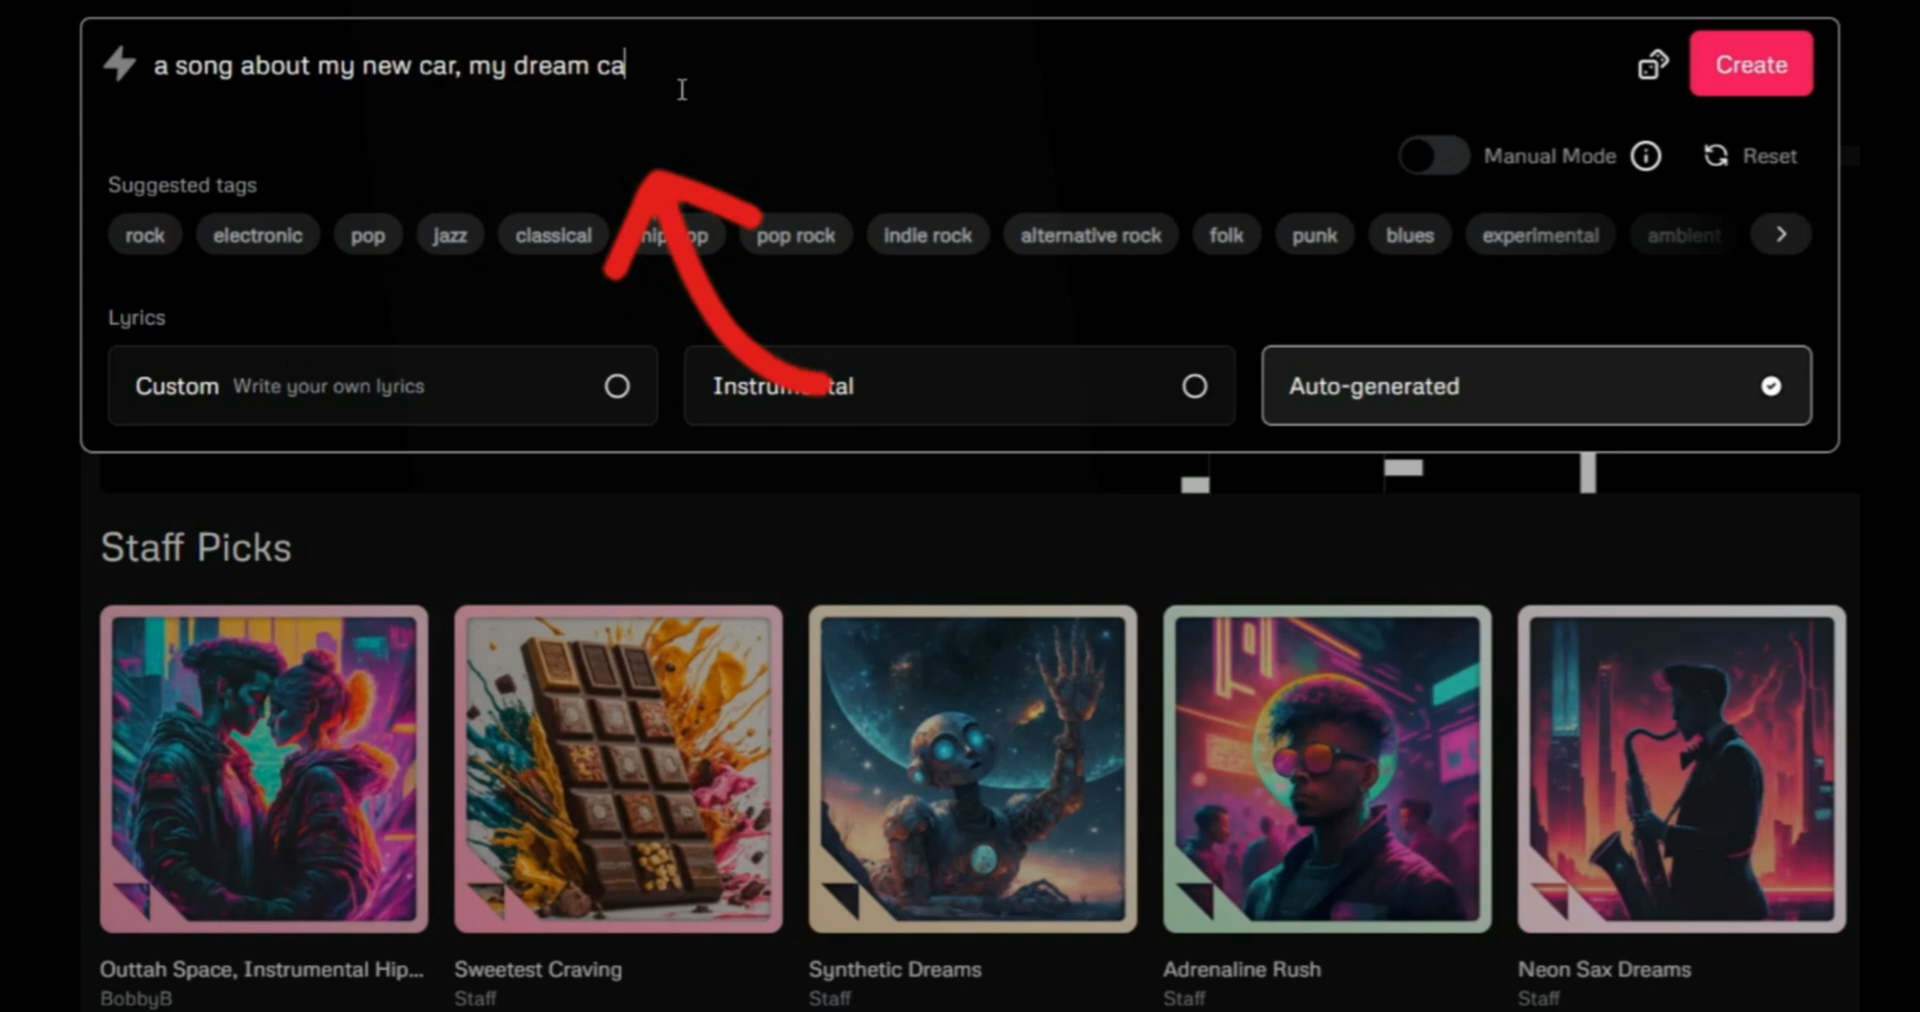 a song about my new car, my dream ca
Create
Manual Mode
Reset
Suggested tags
rock electronic pop jazz classical pop rock indie rock alternative rock folk punk blues experimental ambient
Lyrics
Custom Write your own lyrics
Auto-generated
Staff Picks
Outtah Space, Instrumental Hip...
BobbyB
Sweetest Craving
Staff
Synthetic Dreams
Staff
Adrenaline Rush
Staff
Neon Sax Dreams
Staff